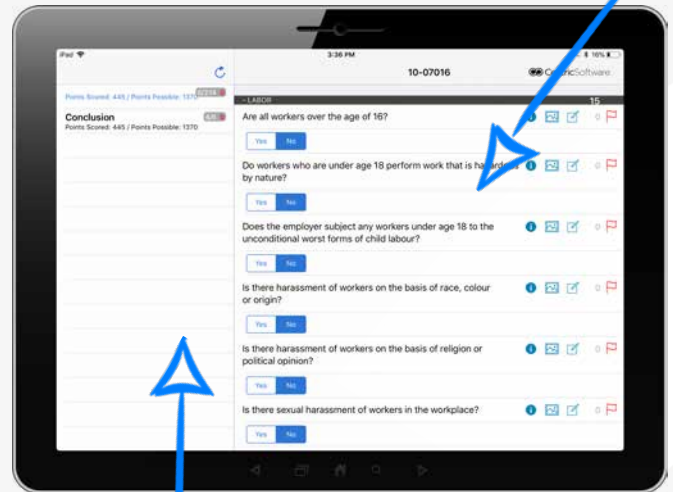 iPad
3:36 PM
16%
10-07016
Points Scored: 445 / Points Possible: 1370
Conclusion
Points Scored: 445 / Points Possible: 1370
- LABOR
15
Are all workers over the age of 16?
0
Yes No
Do workers who are under age 18 perform work that is
by nature?
0
Yes No
Does the employer subject any workers under age 18 to the
unconditional worst forms of child labour?
0
Yes No
Is there harassment of workers on the basis of race, colour
or origin?
0
Yes No
Is there harassment of workers on the basis of religion or
political opinion?
0
Yes No
Is there sexual harassment of workers in the workplace?
0
Yes No